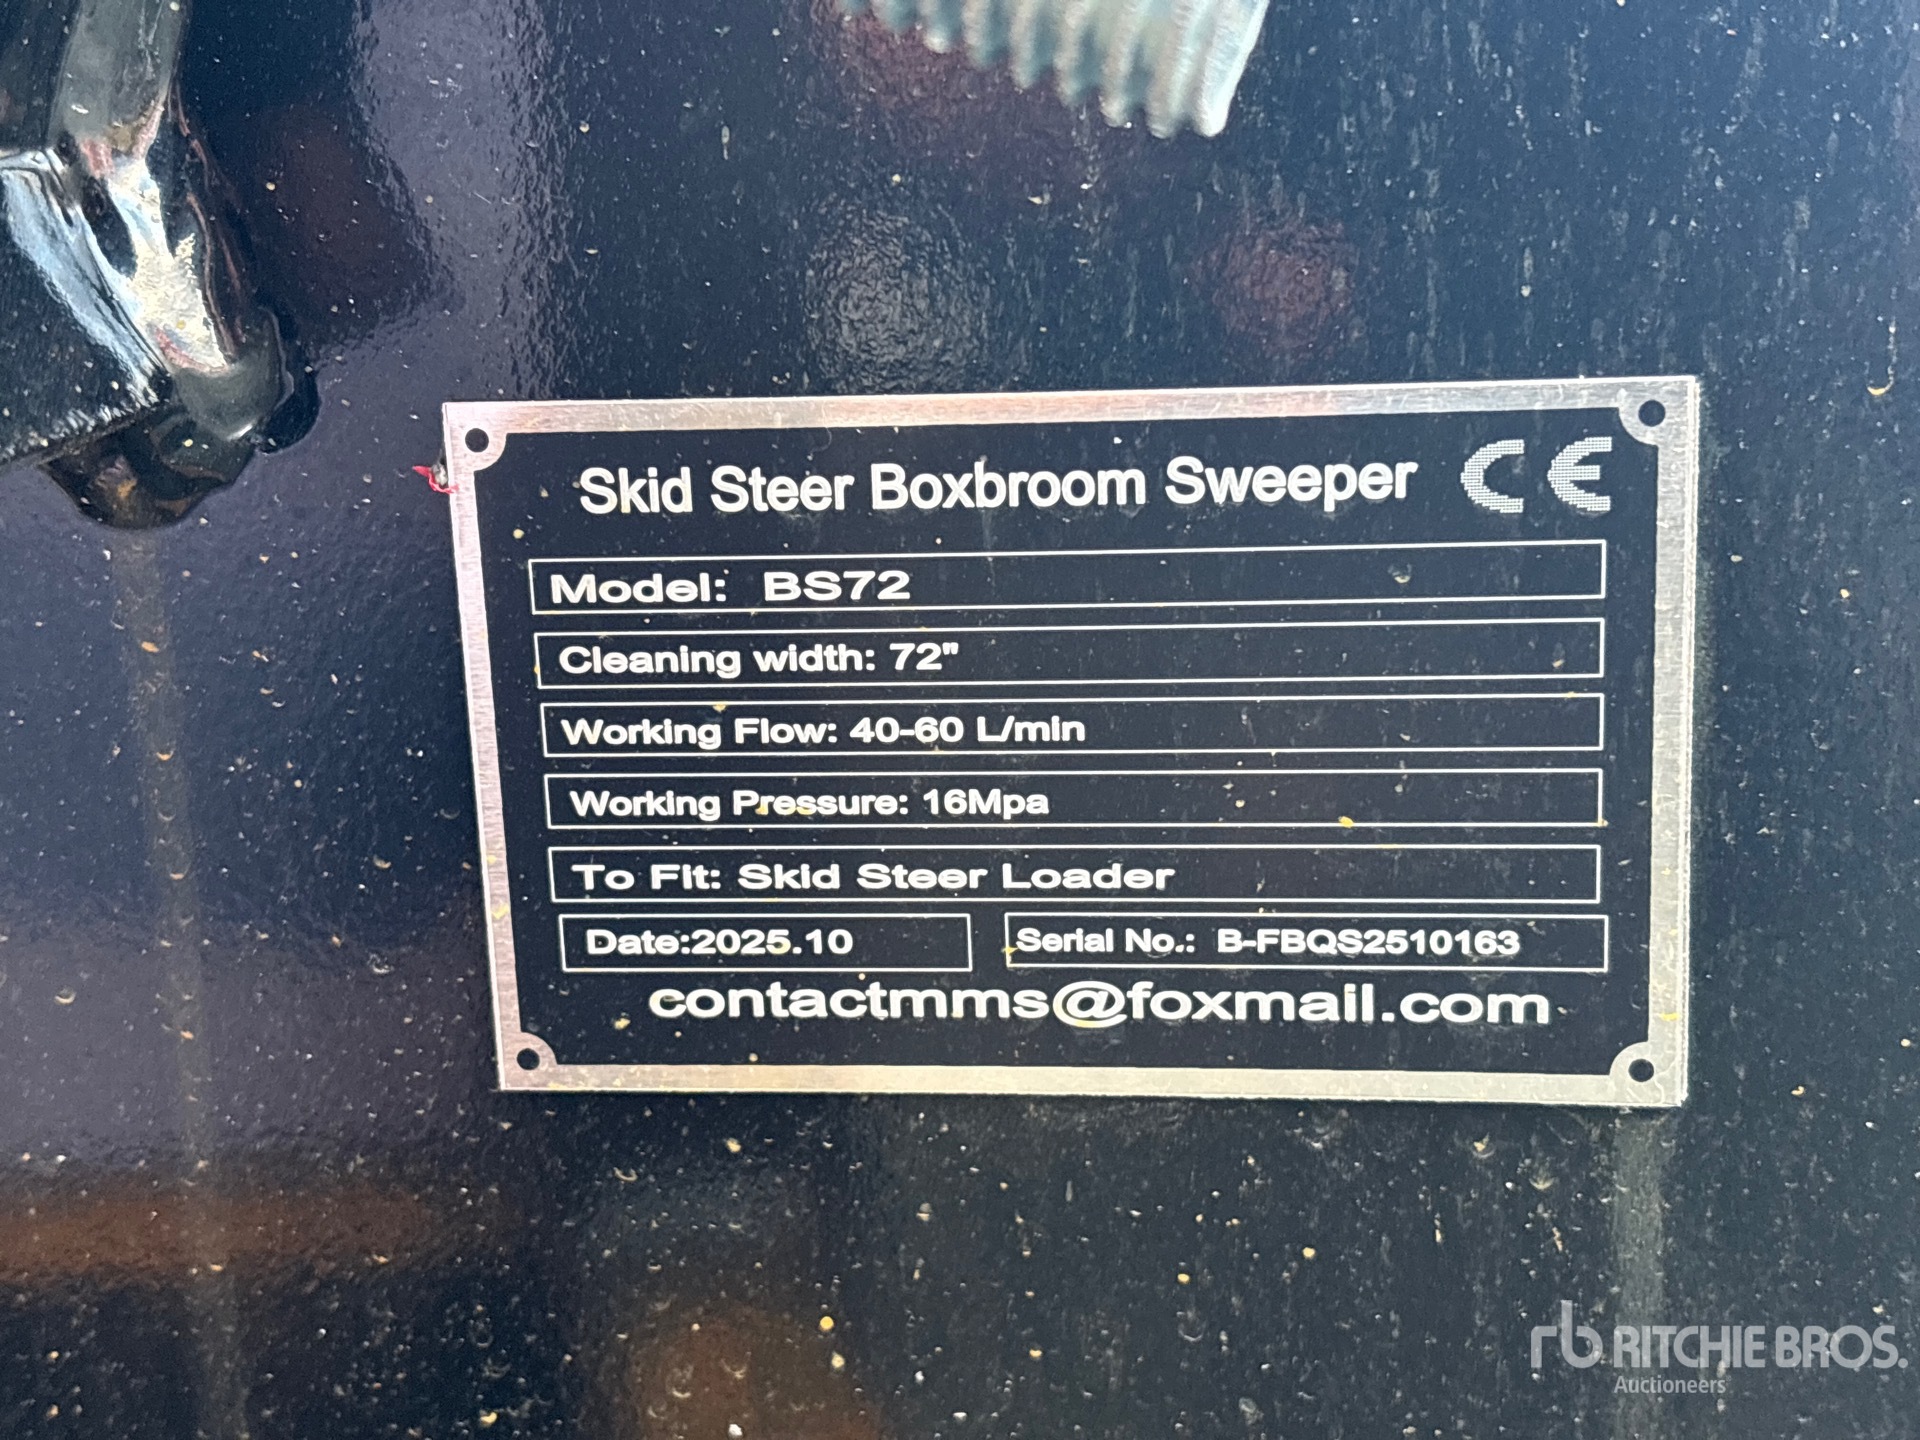 Skid Steer Boxbroom Sweeper CE
Model: BS72
Cleaning width: 72"
Working Flow: 40-60 L/min
Working Pressure: 16Mpa
To Fit: Skid Steer Loader
Date:2025.10 Serial No.: B-FBQS2510163
contactmms@foxmail.com
rb RITCHIE BROS.
Auctioneers